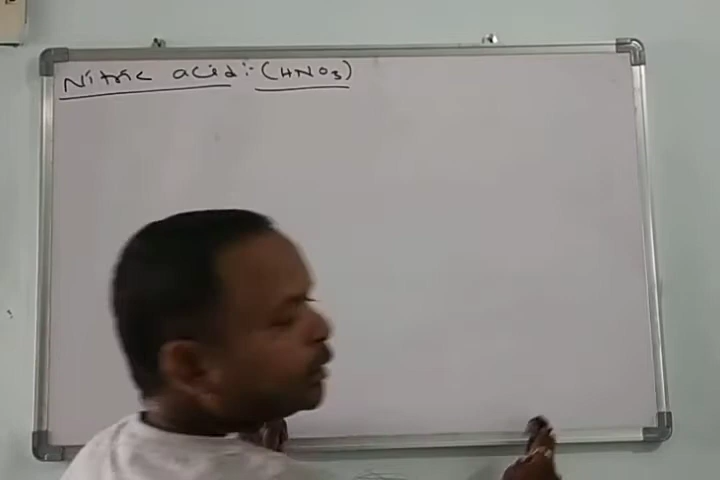 Nitric acid :- (HNO3)